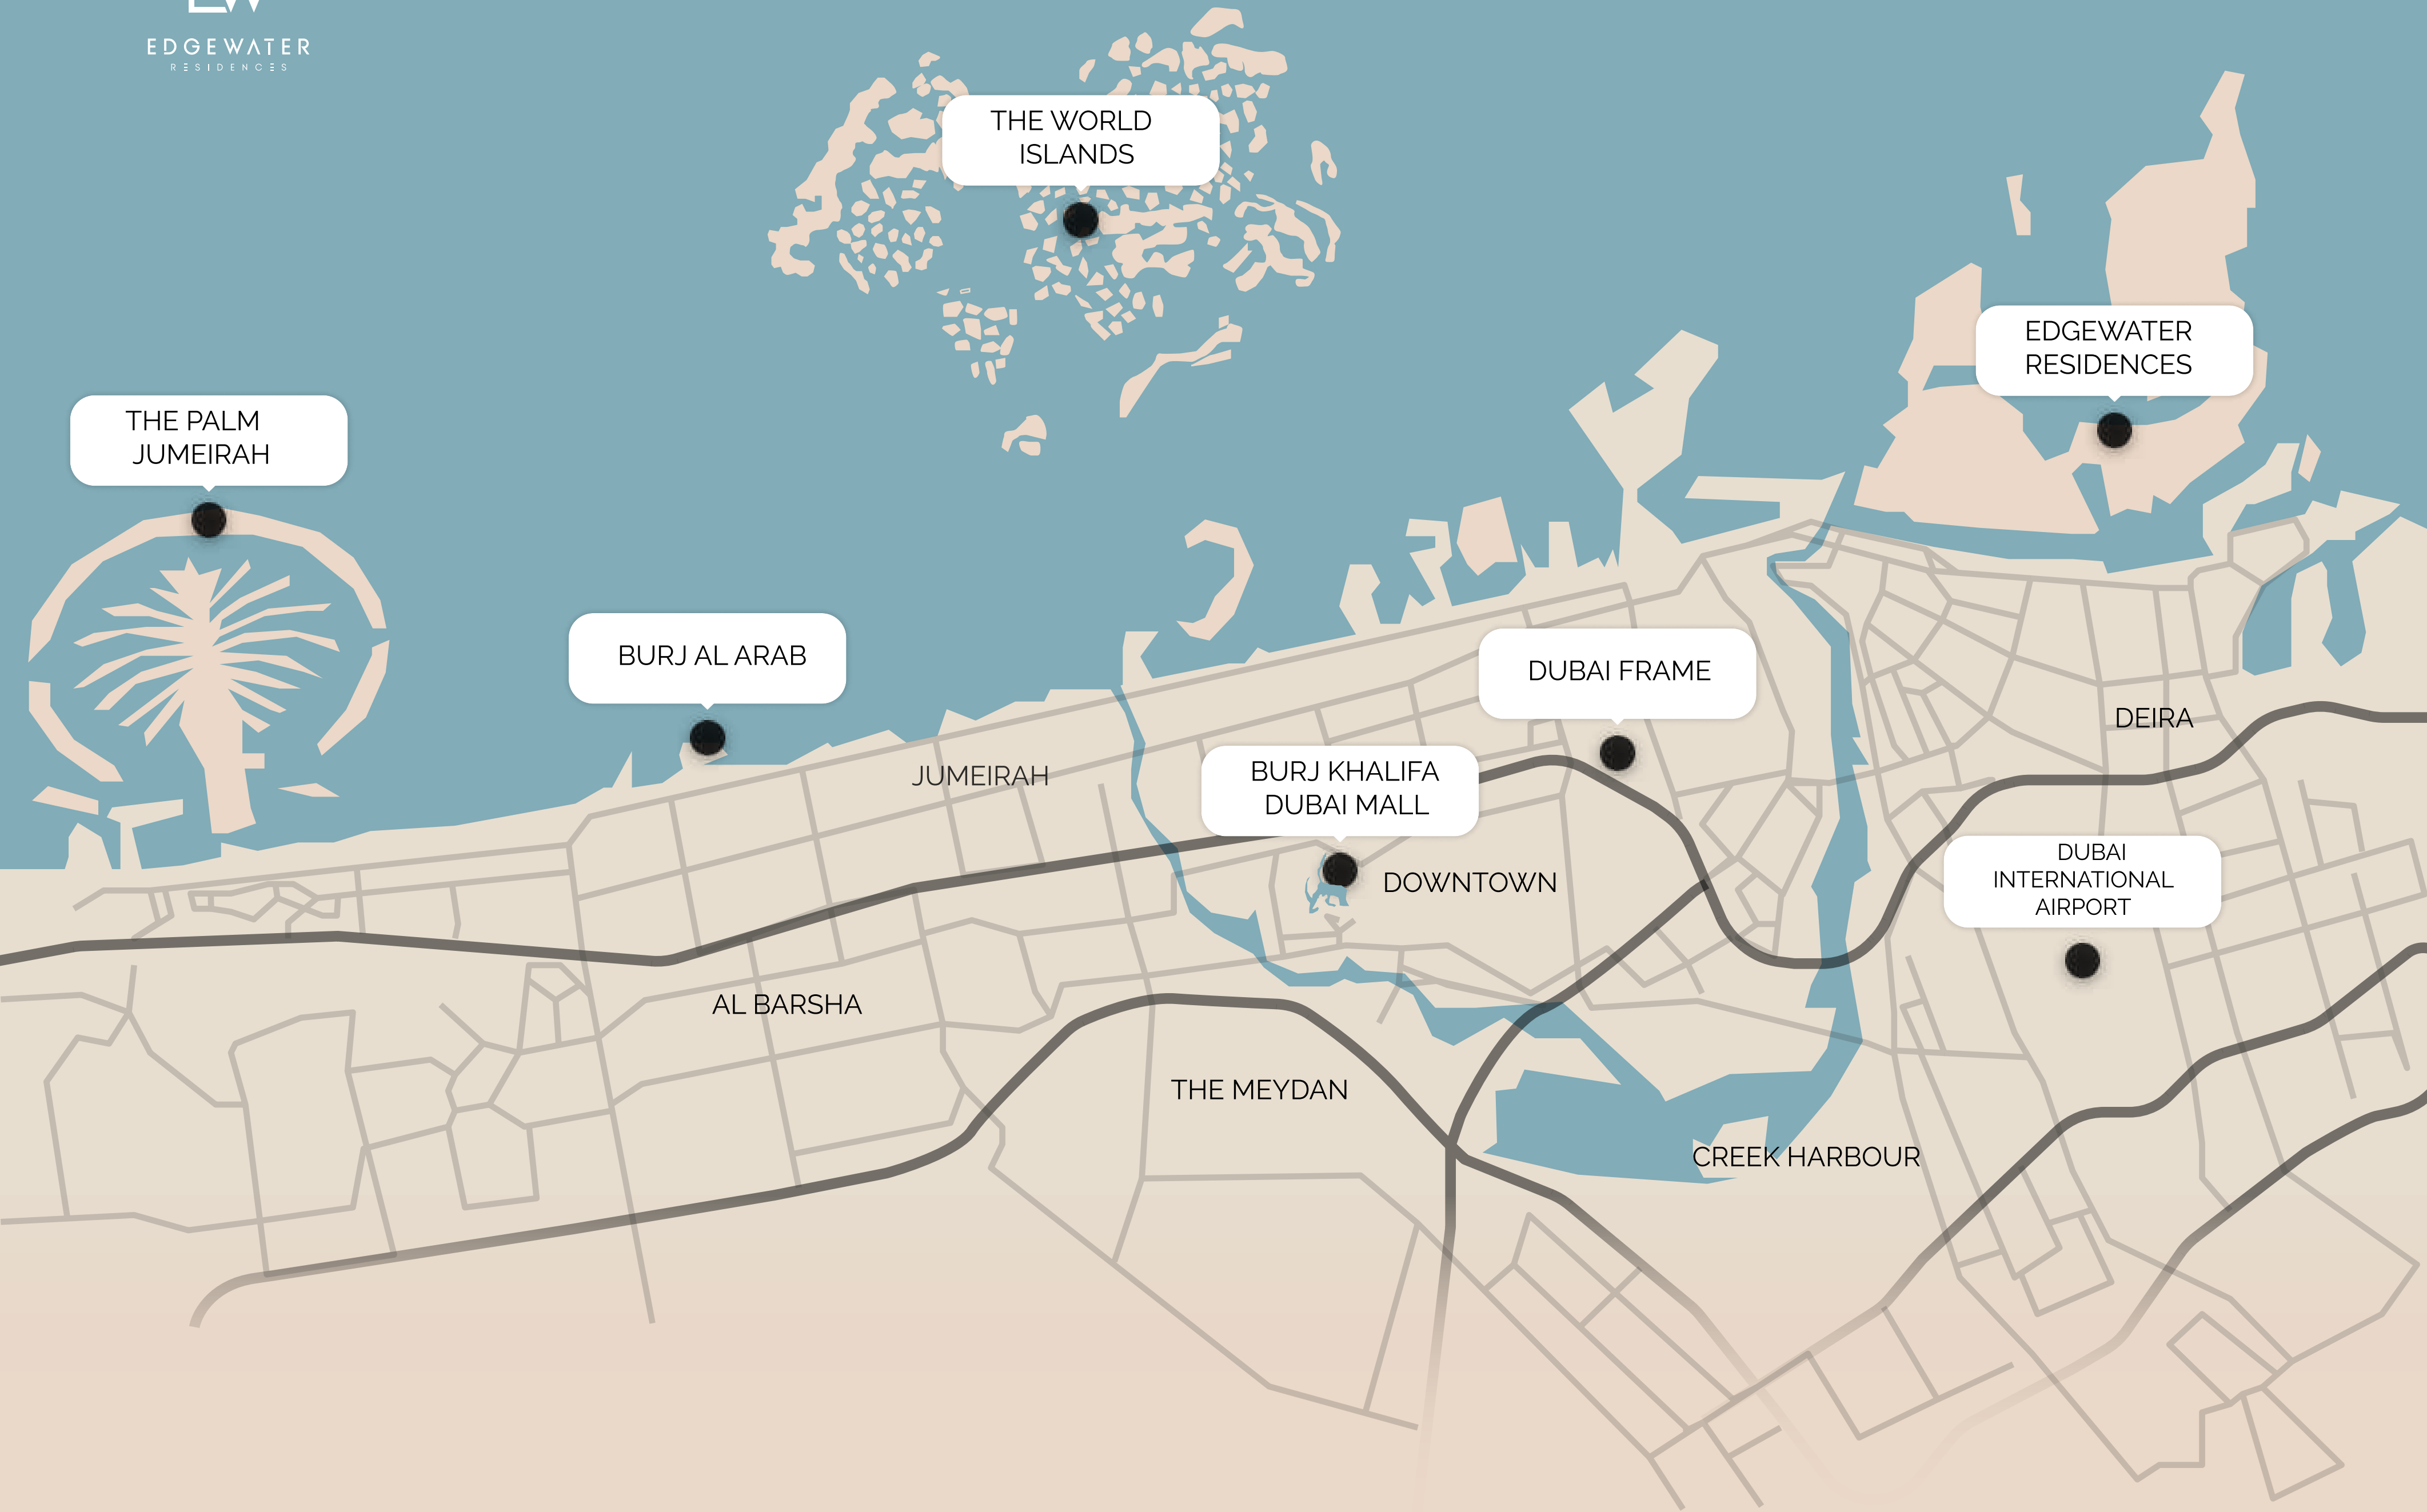 EDGEWATER
RESIDENCES
THE WORLD
ISLANDS
EDGEWATER
RESIDENCES
THE PALM
JUMEIRAH
BURJ AL ARAB
DUBAI FRAME
DEIRA
JUMEIRAH
BURJ KHALIFA
DUBAI MALL
DOWNTOWN
DUBAI
INTERNATIONAL
AIRPORT
AL BARSHA
THE MEYDAN
CREEK HARBOUR